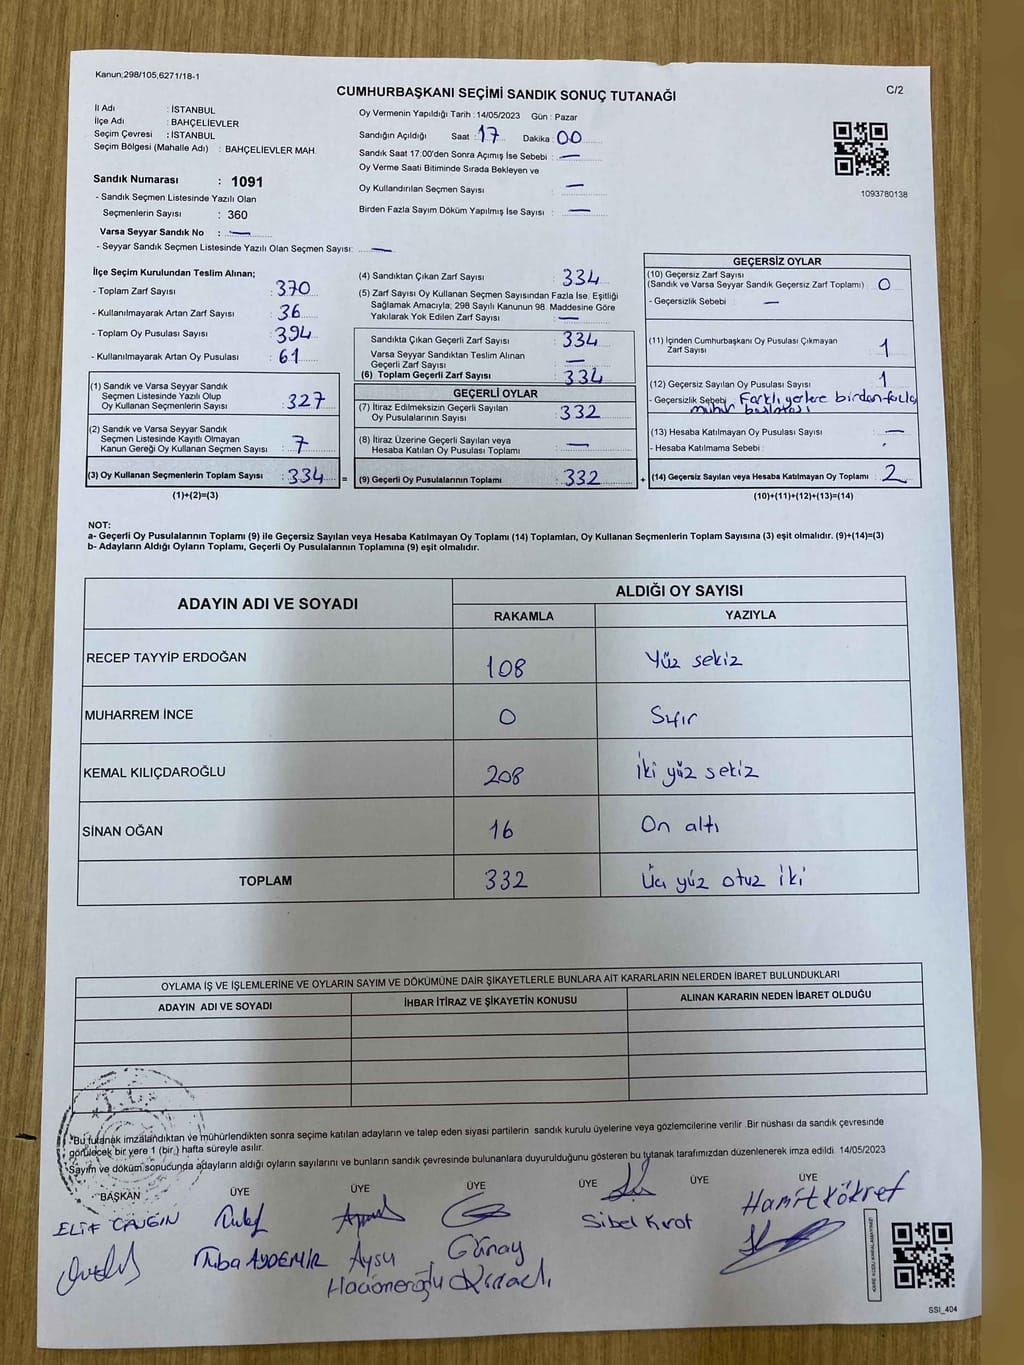 Kanun;298/105,6271/18-1
CUMHURBAŞKANI SEÇİMİ SANDIK SONUÇ TUTANAĞI
C/2
İl Adı : İSTANBUL
İlçe Adı : BAHÇELİEVLER
Seçim Çevresi : İSTANBUL
Seçim Bölgesi (Mahalle Adı) : BAHÇELİEVLER MAH.
Sandık Numarası : 1091
- Sandık Seçmen Listesinde Yazılı Olan
Seçmenlerin Sayısı : 360
Varsa Seyyar Sandık No : —
- Seyyar Sandık Seçmen Listesinde Yazılı Olan Seçmen Sayısı: —
Oy Vermenin Yapıldığı Tarih : 14/05/2023 Gün : Pazar
Sandığın Açıldığı Saat : 17 Dakika : 00
Sandık Saat 17:00'den Sonra Açımış İse Sebebi : —
Oy Verme Saati Bitiminde Sırada Bekleyen ve
Oy Kullandırılan Seçmen Sayısı : —
Birden Fazla Sayım Döküm Yapılmış İse Sayısı : —
1093780138
İlçe Seçim Kurulundan Teslim Alınan;
- Toplam Zarf Sayısı : 370
- Kullanılmayarak Artan Zarf Sayısı : 36
- Toplam Oy Pusulası Sayısı : 394
- Kullanılmayarak Artan Oy Pusulası : 61
(1) Sandık ve Varsa Seyyar Sandık
Seçmen Listesinde Yazılı Olup
Oy Kullanan Seçmenlerin Sayısı : 327
(2) Sandık ve Varsa Seyyar Sandık
Seçmen Listesinde Kayıtlı Olmayan
Kanun Gereği Oy Kullanan Seçmen Sayısı : 7
(3) Oy Kullanan Seçmenlerin Toplam Sayısı : 334 =
(1)+(2)=(3)
(4) Sandıktan Çıkan Zarf Sayısı : 334
(5) Zarf Sayısı Oy Kullanan Seçmen Sayısından Fazla İse, Eşitliği
Sağlamak Amacıyla; 298 Sayılı Kanunun 98. Maddesine Göre
Yakılarak Yok Edilen Zarf Sayısı : —
Sandıkta Çıkan Geçerli Zarf Sayısı : 334
Varsa Seyyar Sandıktan Teslim Alınan
Geçerli Zarf Sayısı : —
(6) Toplam Geçerli Zarf Sayısı : 334
GEÇERLİ OYLAR
(7) İtiraz Edilmeksizin Geçerli Sayılan
Oy Pusulalarının Sayısı : 332
(8) İtiraz Üzerine Geçerli Sayılan veya
Hesaba Katılan Oy Pusulası Toplamı : —
(9) Geçerli Oy Pusulalarının Toplamı : 332 +
GEÇERSİZ OYLAR
(10) Geçersiz Zarf Sayısı
(Sandık ve Varsa Seyyar Sandık Geçersiz Zarf Toplamı) : 0
- Geçersizlik Sebebi : —
(11) İçinden Cumhurbaşkanı Oy Pusulası Çıkmayan
Zarf Sayısı : 1
(12) Geçersiz Sayılan Oy Pusulası Sayısı : 1
- Geçersizlik Sebebi : Farklı yerlere birden fazla
mühür basılması
(13) Hesaba Katılmayan Oy Pusulası Sayısı : —
- Hesaba Katılmama Sebebi :
(14) Geçersiz Sayılan veya Hesaba Katılmayan Oy Toplamı : 2
(10)+(11)+(12)+(13)=(14)
NOT:
a- Geçerli Oy Pusulalarının Toplamı (9) ile Geçersiz Sayılan veya Hesaba Katılmayan Oy Toplamı (14) Toplamları, Oy Kullanan Seçmenlerin Toplam Sayısına (3) eşit olmalıdır. (9)+(14)=(3)
b- Adayların Aldığı Oyların Toplamı, Geçerli Oy Pusulalarının Toplamına (9) eşit olmalıdır.
ADAYIN ADI VE SOYADI
ALDIĞI OY SAYISI
RAKAMLA YAZIYLA
RECEP TAYYİP ERDOĞAN 108 Yüz sekiz
MUHARREM İNCE 0 Sıfır
KEMAL KILIÇDAROĞLU 208 İki yüz sekiz
SİNAN OĞAN 16 On altı
TOPLAM 332 Üç yüz otuz iki
OYLAMA İŞ VE İŞLEMLERİNE VE OYLARIN SAYIM VE DÖKÜMÜNE DAİR ŞİKAYETLERLE BUNLARA AİT KARARLARIN NELERDEN İBARET BULUNDUKLARI
ADAYIN ADI VE SOYADI İHBAR İTİRAZ VE ŞİKAYETİN KONUSU ALINAN KARARIN NEDEN İBARET OLDUĞU
*Bu tutanak imzalandıktan ve mühürlendikten sonra seçime katılan adayların ve talep eden siyasi partilerin sandık kurulu üyelerine veya gözlemcilerine verilir .Bir nüshası da sandık çevresinde
görülecek bir yere 1 (bir.) hafta süreyle asılır.
*Sayım ve döküm sonucunda adayların aldığı oyların sayılarını ve bunların sandık çevresinde bulunanlara duyurulduğunu gösteren bu tutanak tarafımızdan düzenlenerek imza edildi. 14/05/2023
BAŞKAN ÜYE ÜYE ÜYE ÜYE ÜYE ÜYE
ELİF
Tuba AYDEMİR
Aysu
Hacıömeroğlu
Günay
Sibel Kırat
Hamit Kökref
KARE KODU KARALAMAYINIZ!
SSI_404